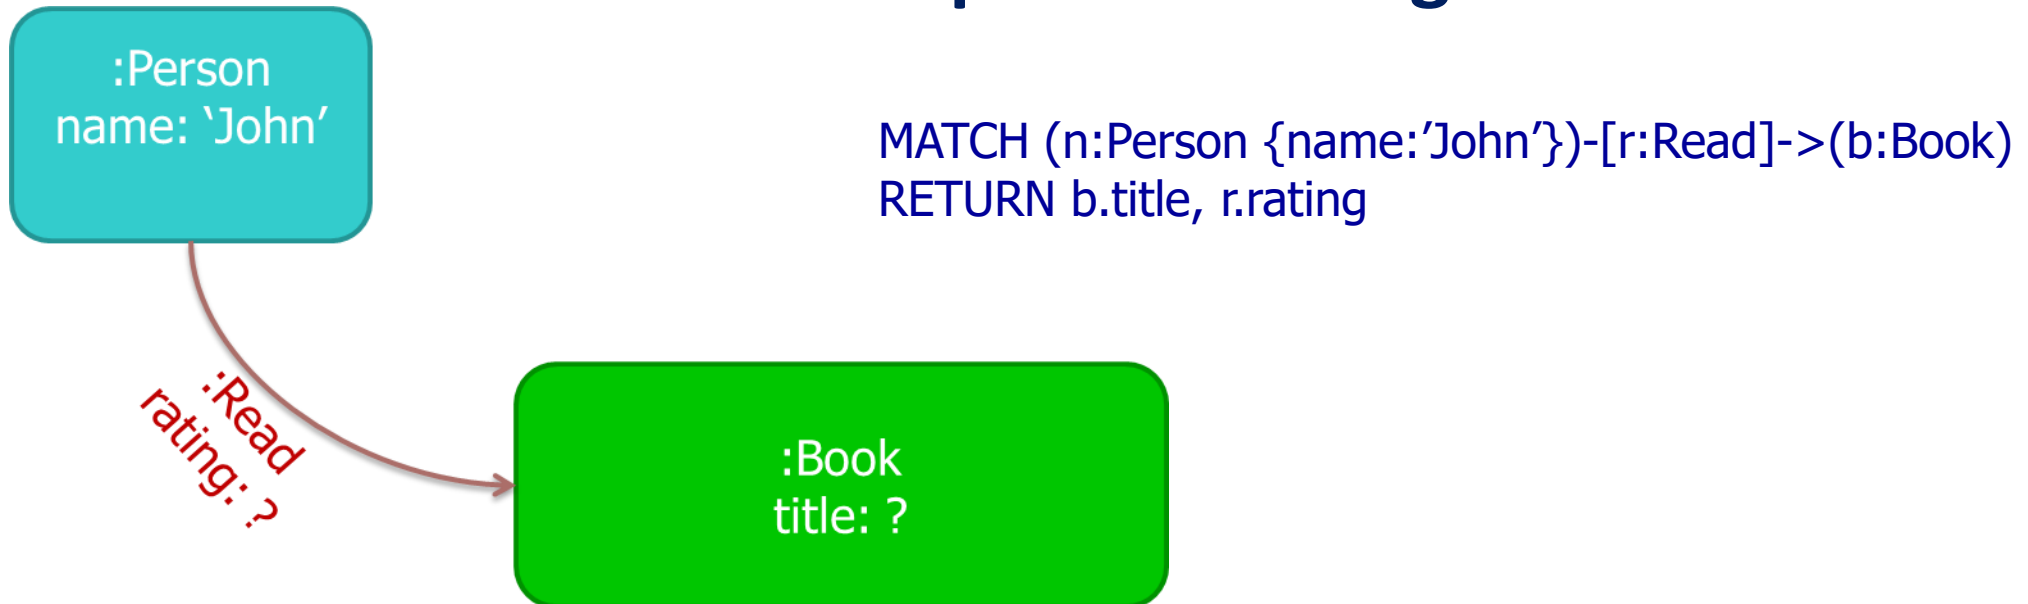 :Person
name: ‘John’
MATCH (n:Person {name:’John’})-[r:Read]->(b:Book)
RETURN b.title, r.rating
:Read
rating: ?
:Book
title: ?